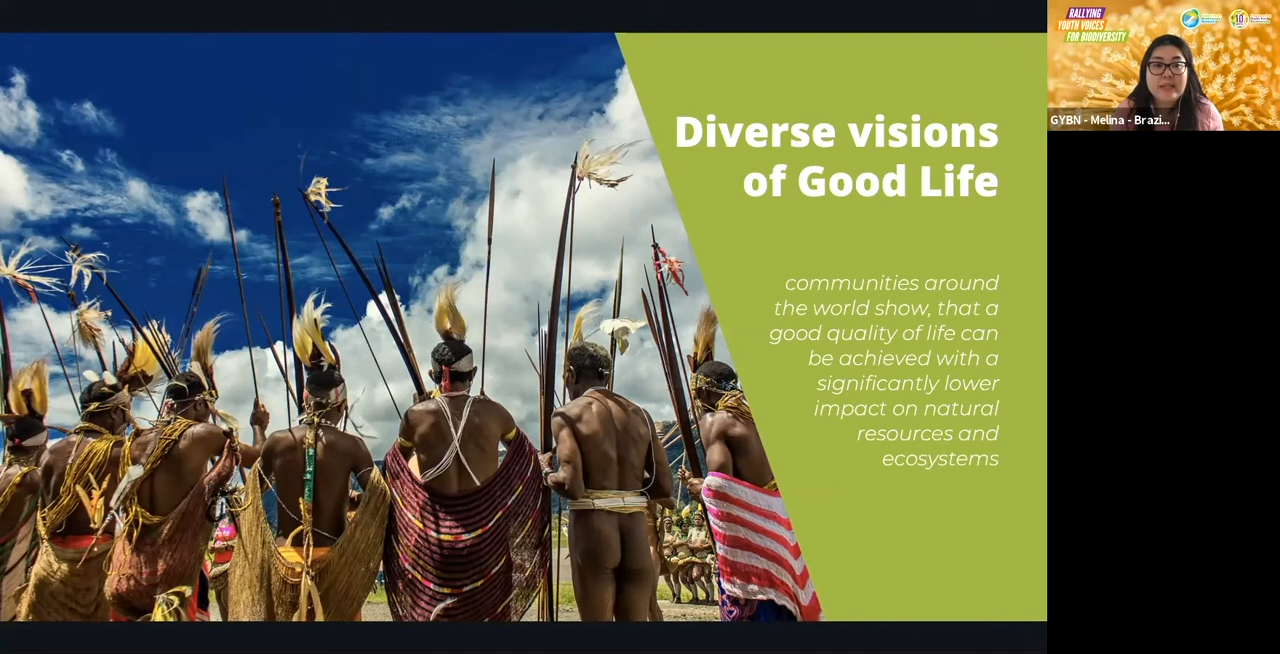 Diverse visions
of Good Life
communities around
the world show, that a
good quality of life can
be achieved with a
significantly lower
impact on natural
resources and
ecosystems
RALLYING
YOUTH VOICES
FOR BIODIVERSITY
GYBN - Melina - Brazi...